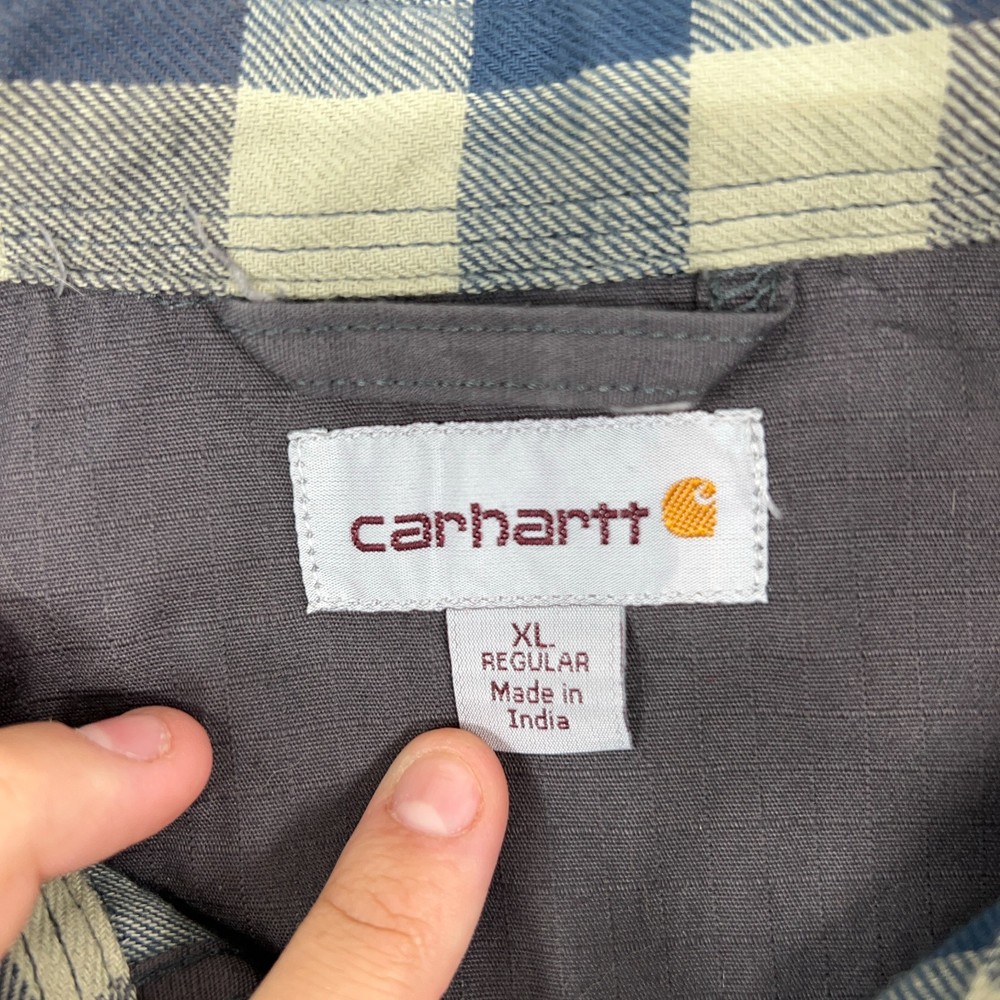 carhartt
XL
REGULAR
Made in
India